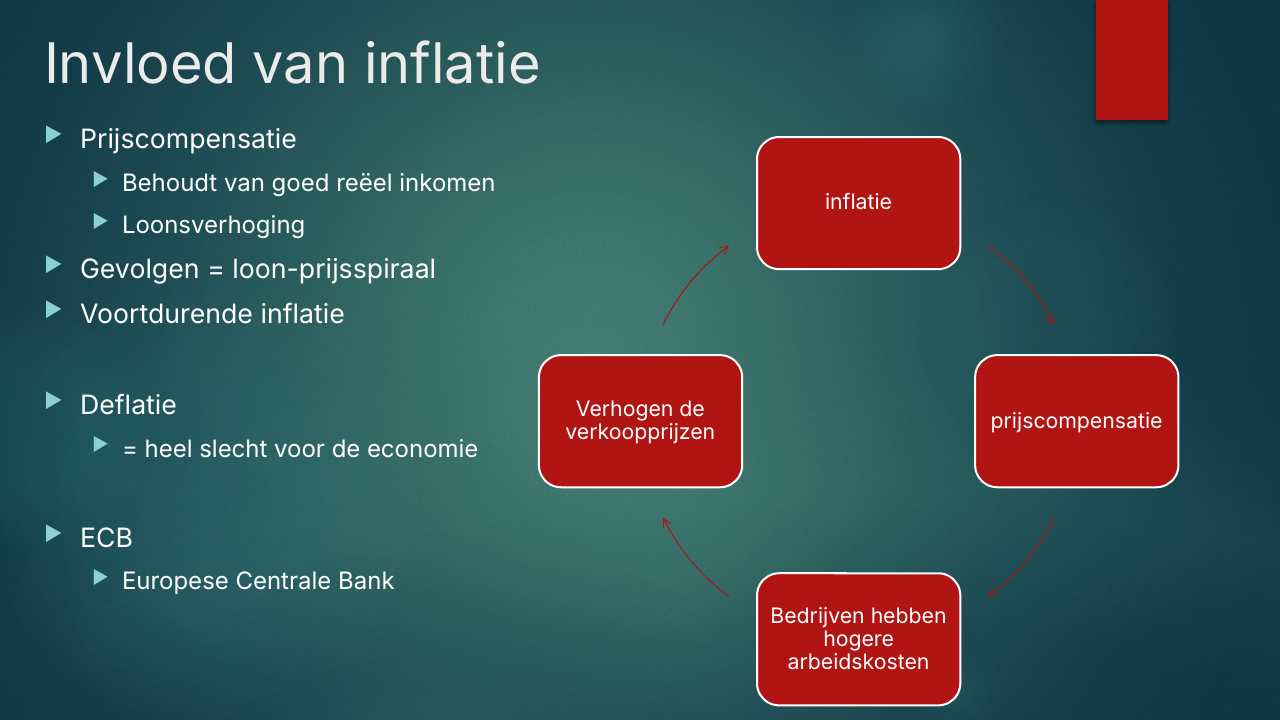 Invloed van inflatie
Prijscompensatie
Behoudt van goed reëel inkomen
Loonsverhoging
Gevolgen = loon-prijsspiraal
Voortdurende inflatie
Deflatie
= heel slecht voor de economie
ECB
Europese Centrale Bank
inflatie
prijscompensatie
Bedrijven hebben
hogere
arbeidskosten
Verhogen de
verkoopprijzen